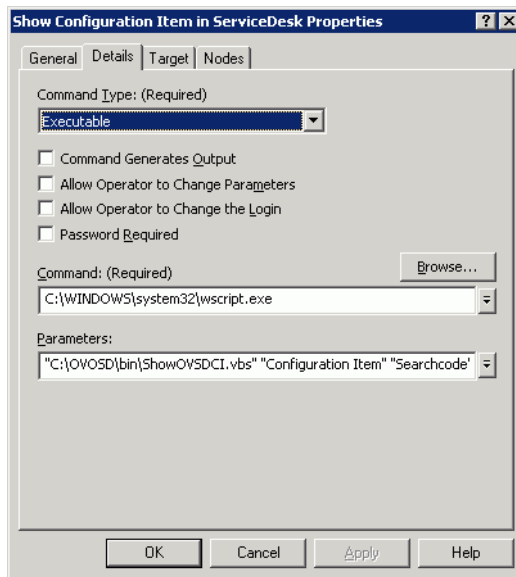 Show Configuration Item in ServiceDesk Properties
General Details Target Nodes
Command Type: (Required)
Executable
Command Generates Output
Allow Operator to Change Parameters
Allow Operator to Change the Login
Password Required
Command: (Required) Browse...
C:\WINDOWS\system32\wscript.exe
Parameters:
"C:\OVOSD\bin\ShowOVSDCI.vbs" "Configuration Item" "Searchcode"
OK Cancel Apply Help